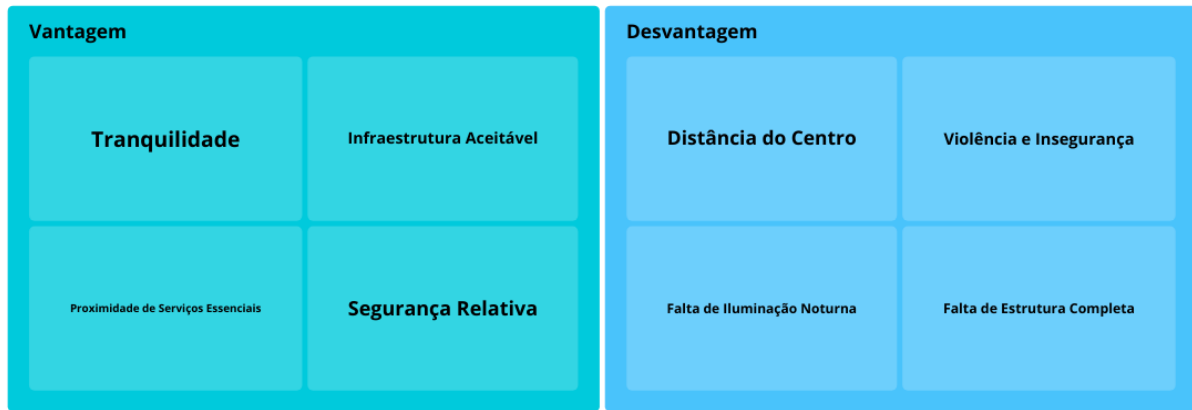 Vantagem
Tranquilidade
Infraestrutura Aceitável
Proximidade de Serviços Essenciais
Segurança Relativa
Desvantagem
Distância do Centro
Violência e Insegurança
Falta de Iluminação Noturna
Falta de Estrutura Completa